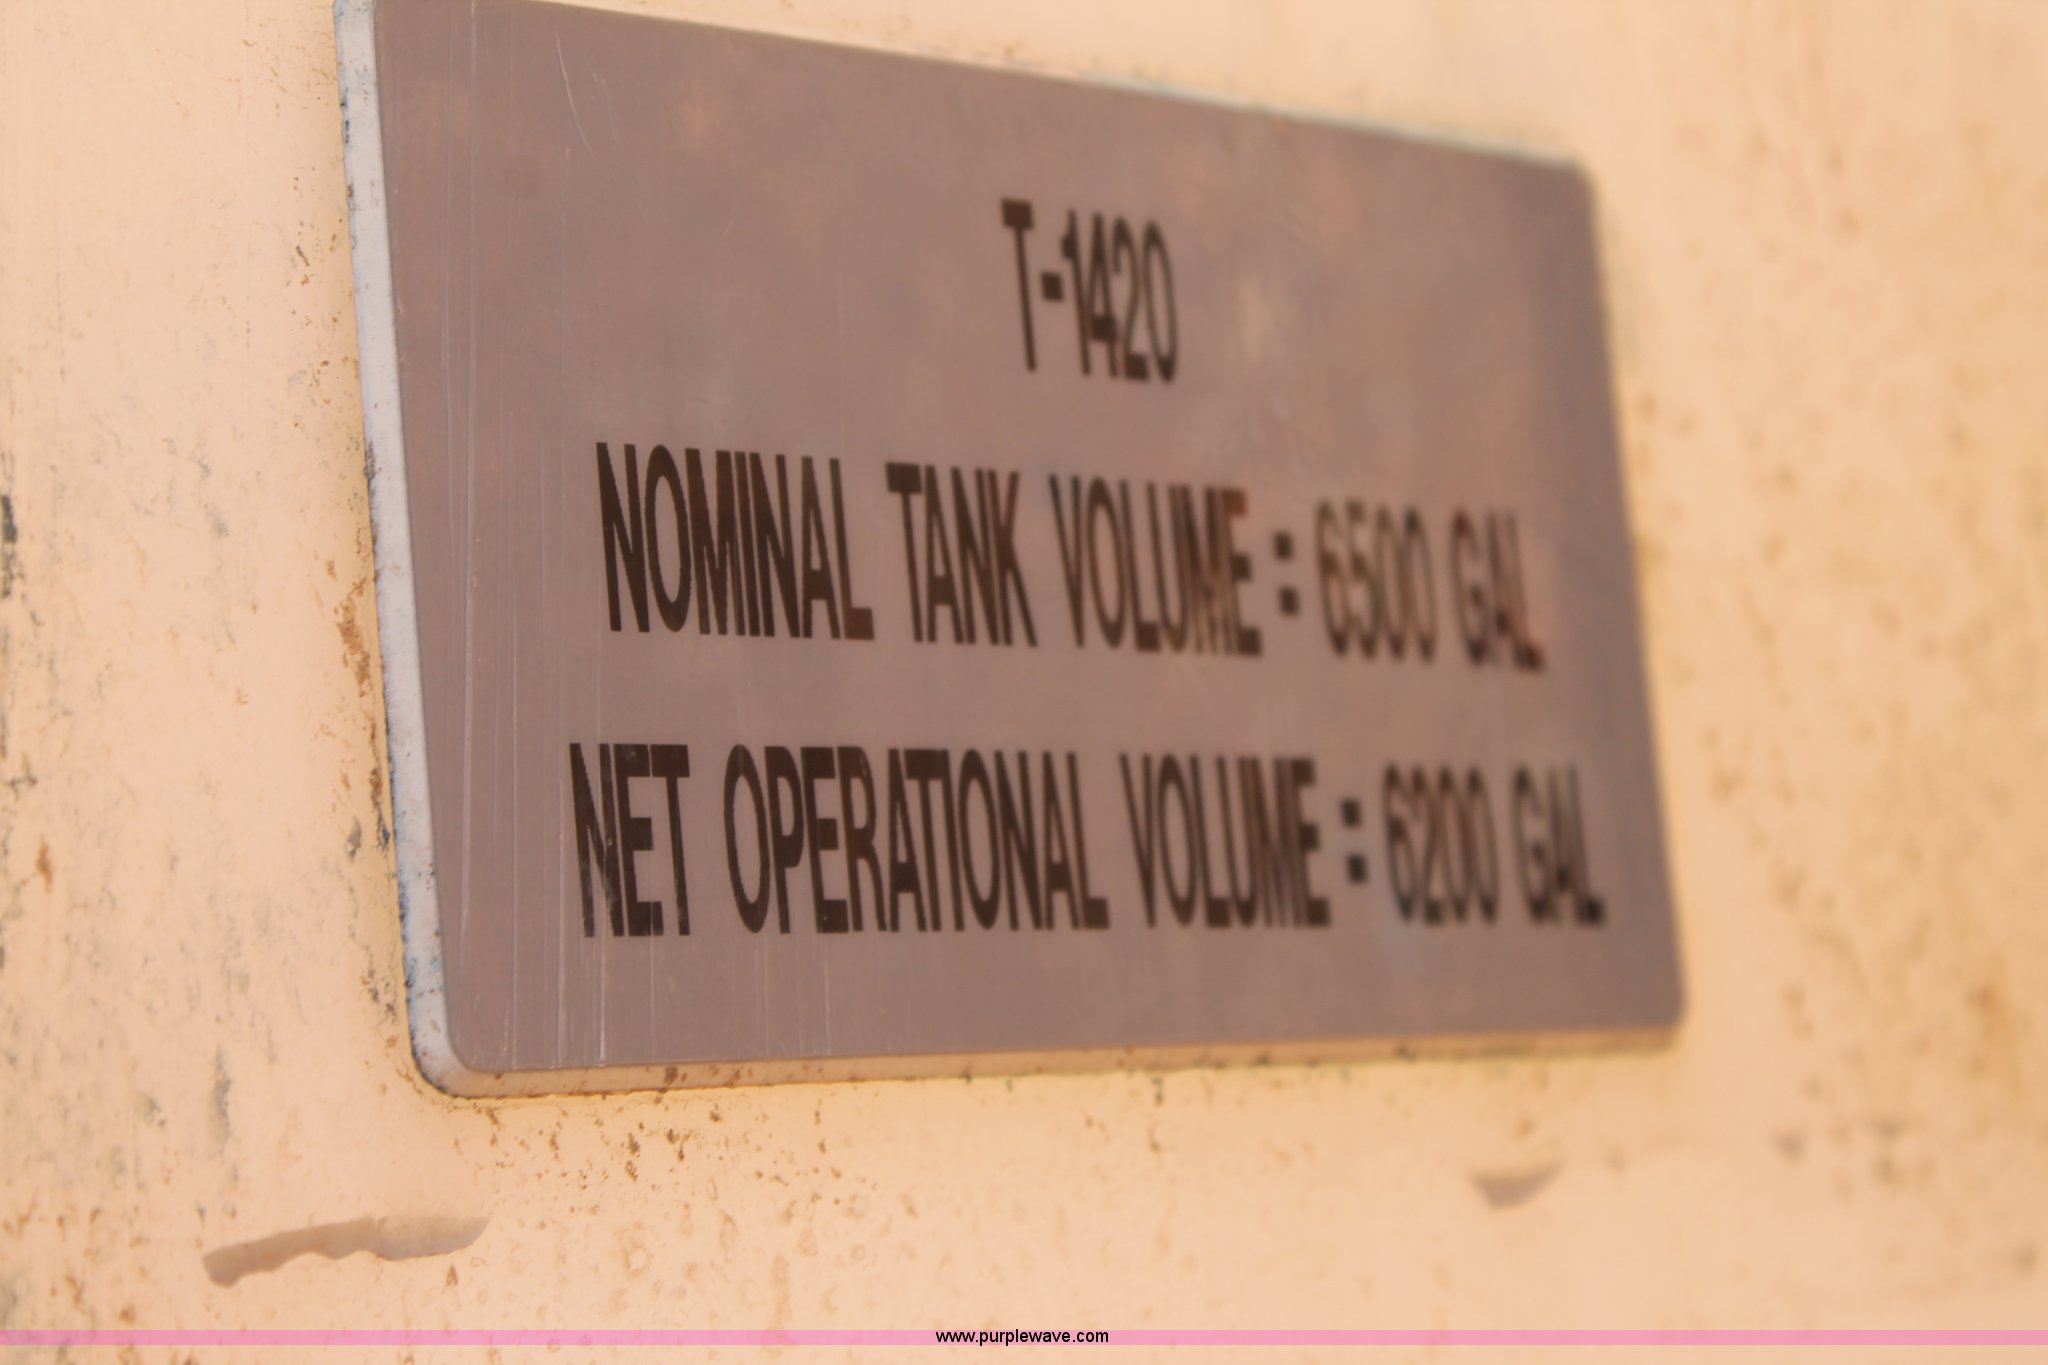 T-1420
NOMINAL TANK VOLUME : 6500 GAL
NET OPERATIONAL VOLUME : 6200 GAL
www.purplewave.com